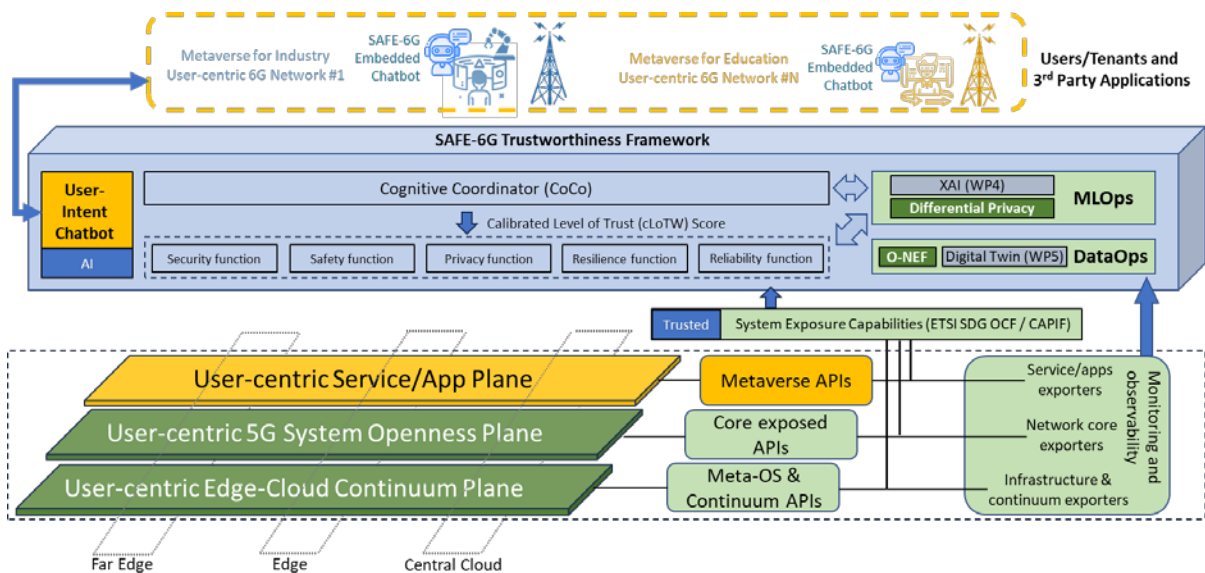 Metaverse for Industry
User-centric 6G Network #1
SAFE-6G
Embedded
Chatbot
Metaverse for Education
User-centric 6G Network #N
SAFE-6G
Embedded
Chatbot
Users/Tenants and
3rd Party Applications
SAFE-6G Trustworthiness Framework
User-
Intent
Chatbot
AI
Cognitive Coordinator (CoCo)
Calibrated Level of Trust (cLoTW) Score
Security function
Safety function
Privacy function
Resilience function
Reliability function
XAI (WP4)
Differential Privacy
MLOps
O-NEF
Digital Twin (WP5)
DataOps
Trusted
System Exposure Capabilities (ETSI SDG OCF / CAPIF)
User-centric Service/App Plane
Metaverse APIs
Service/apps
exporters
User-centric 5G System Openness Plane
Core exposed
APIs
Network core
exporters
User-centric Edge-Cloud Continuum Plane
Meta-OS &
Continuum APIs
Infrastructure
& continuum exporters
Monitoring and
observability
Far Edge
Edge
Central Cloud